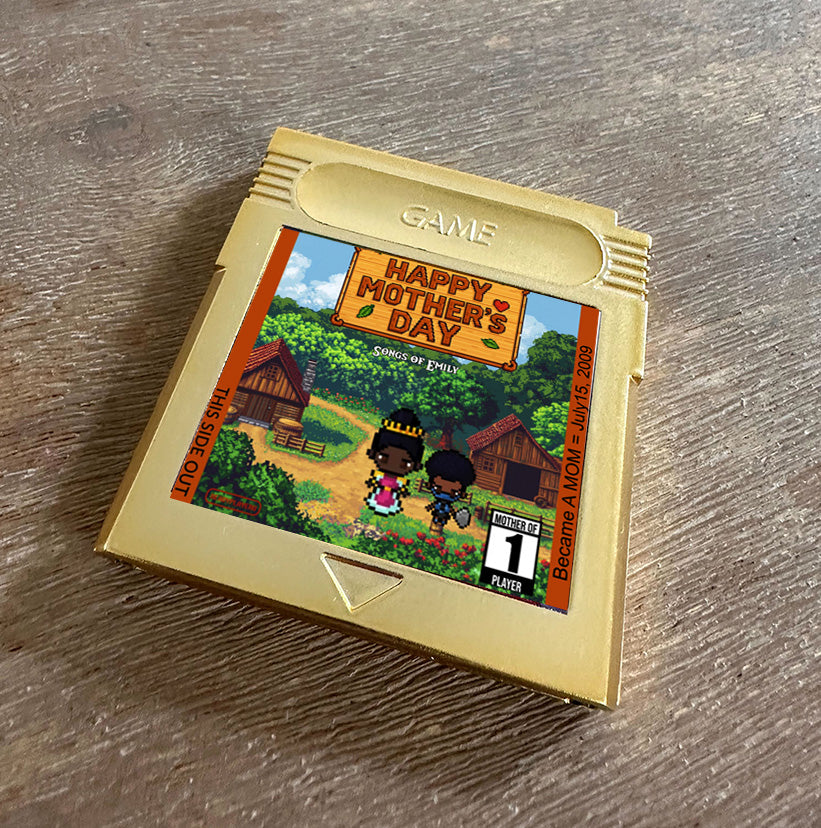 GAME
HAPPY
MOTHER'S
DAY
SONGS OF EMILY
THIS SIDE OUT
Became A MOM = July15, 2009
MOTHER OF
1
PLAYER